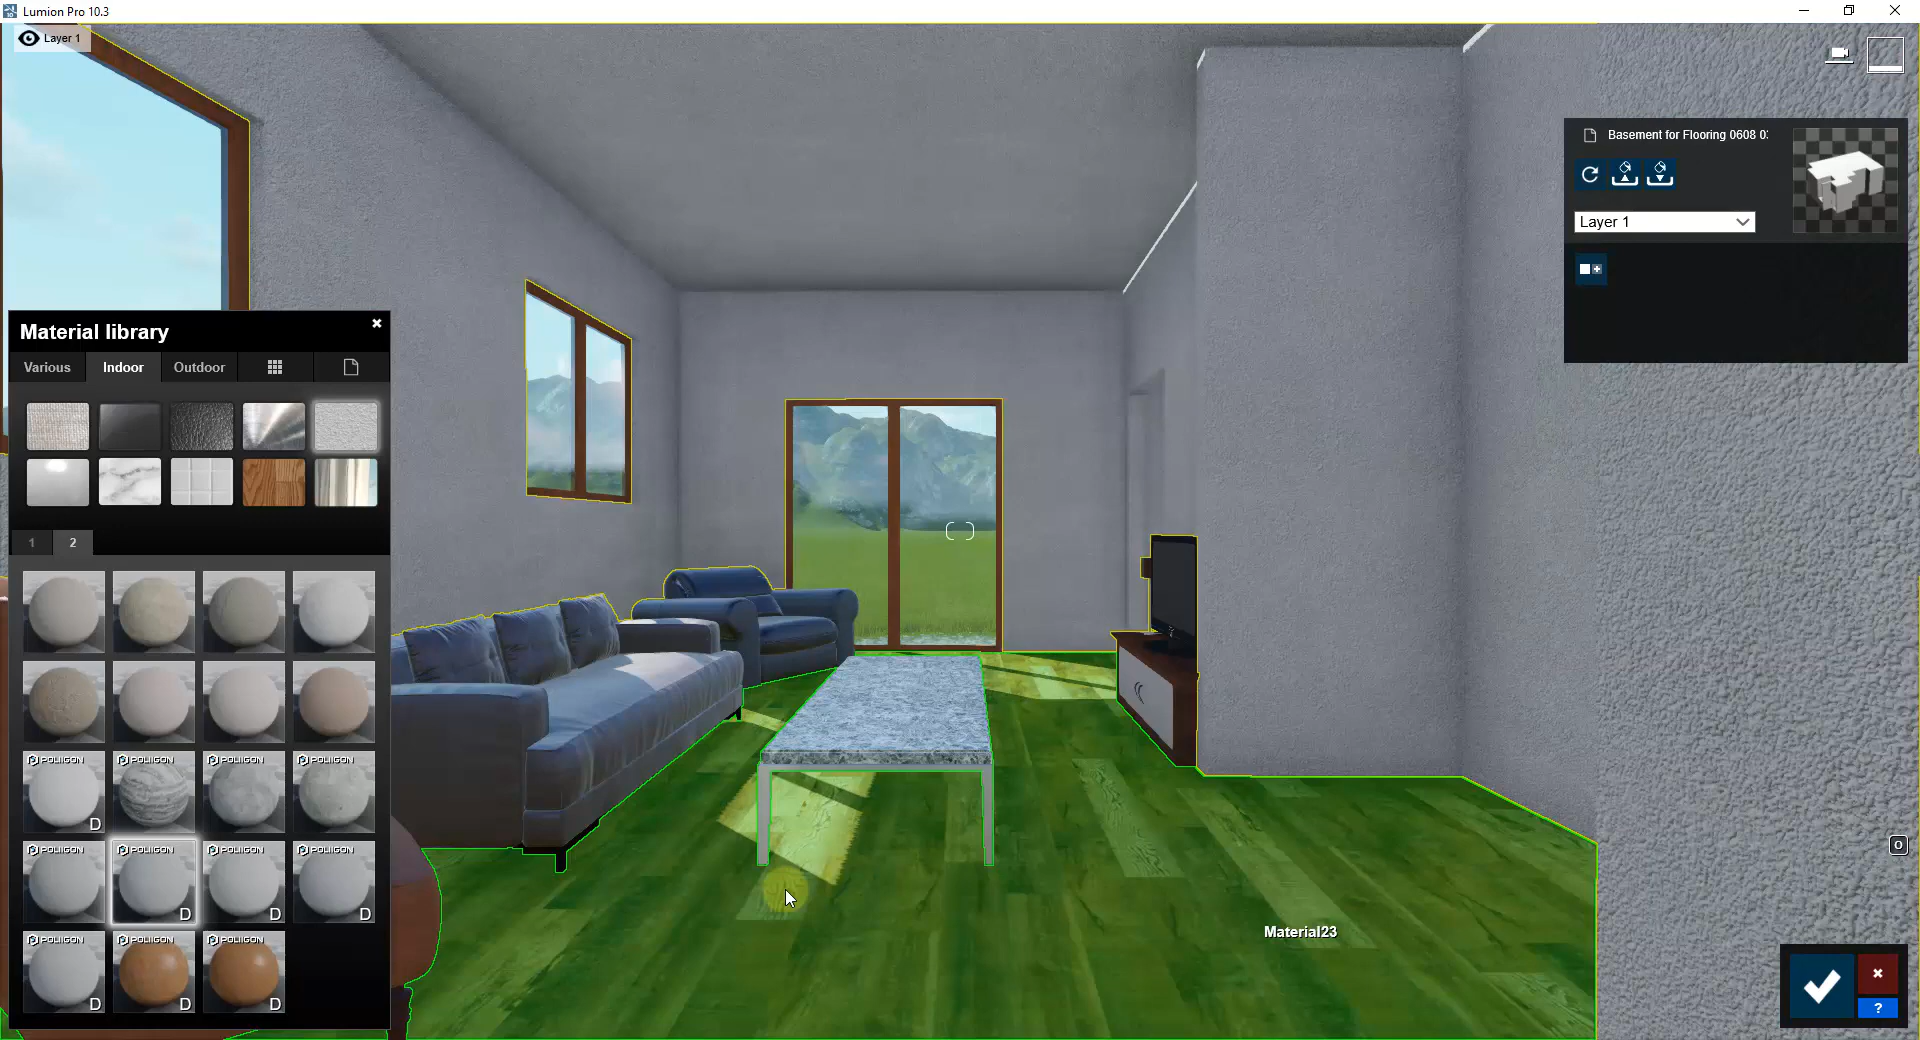 Lumion Pro 10.3
Layer 1
Basement for Flooring 0608 0
Layer 1
Material library
Various
Indoor
Outdoor
1
2
POLIIGON
POLIIGON
POLIIGON
POLIIGON
D
POLIIGON
POLIIGON
POLIIGON
POLIIGON
D
D
D
POLIIGON
POLIIGON
POLIIGON
D
D
D
Material23
O
?